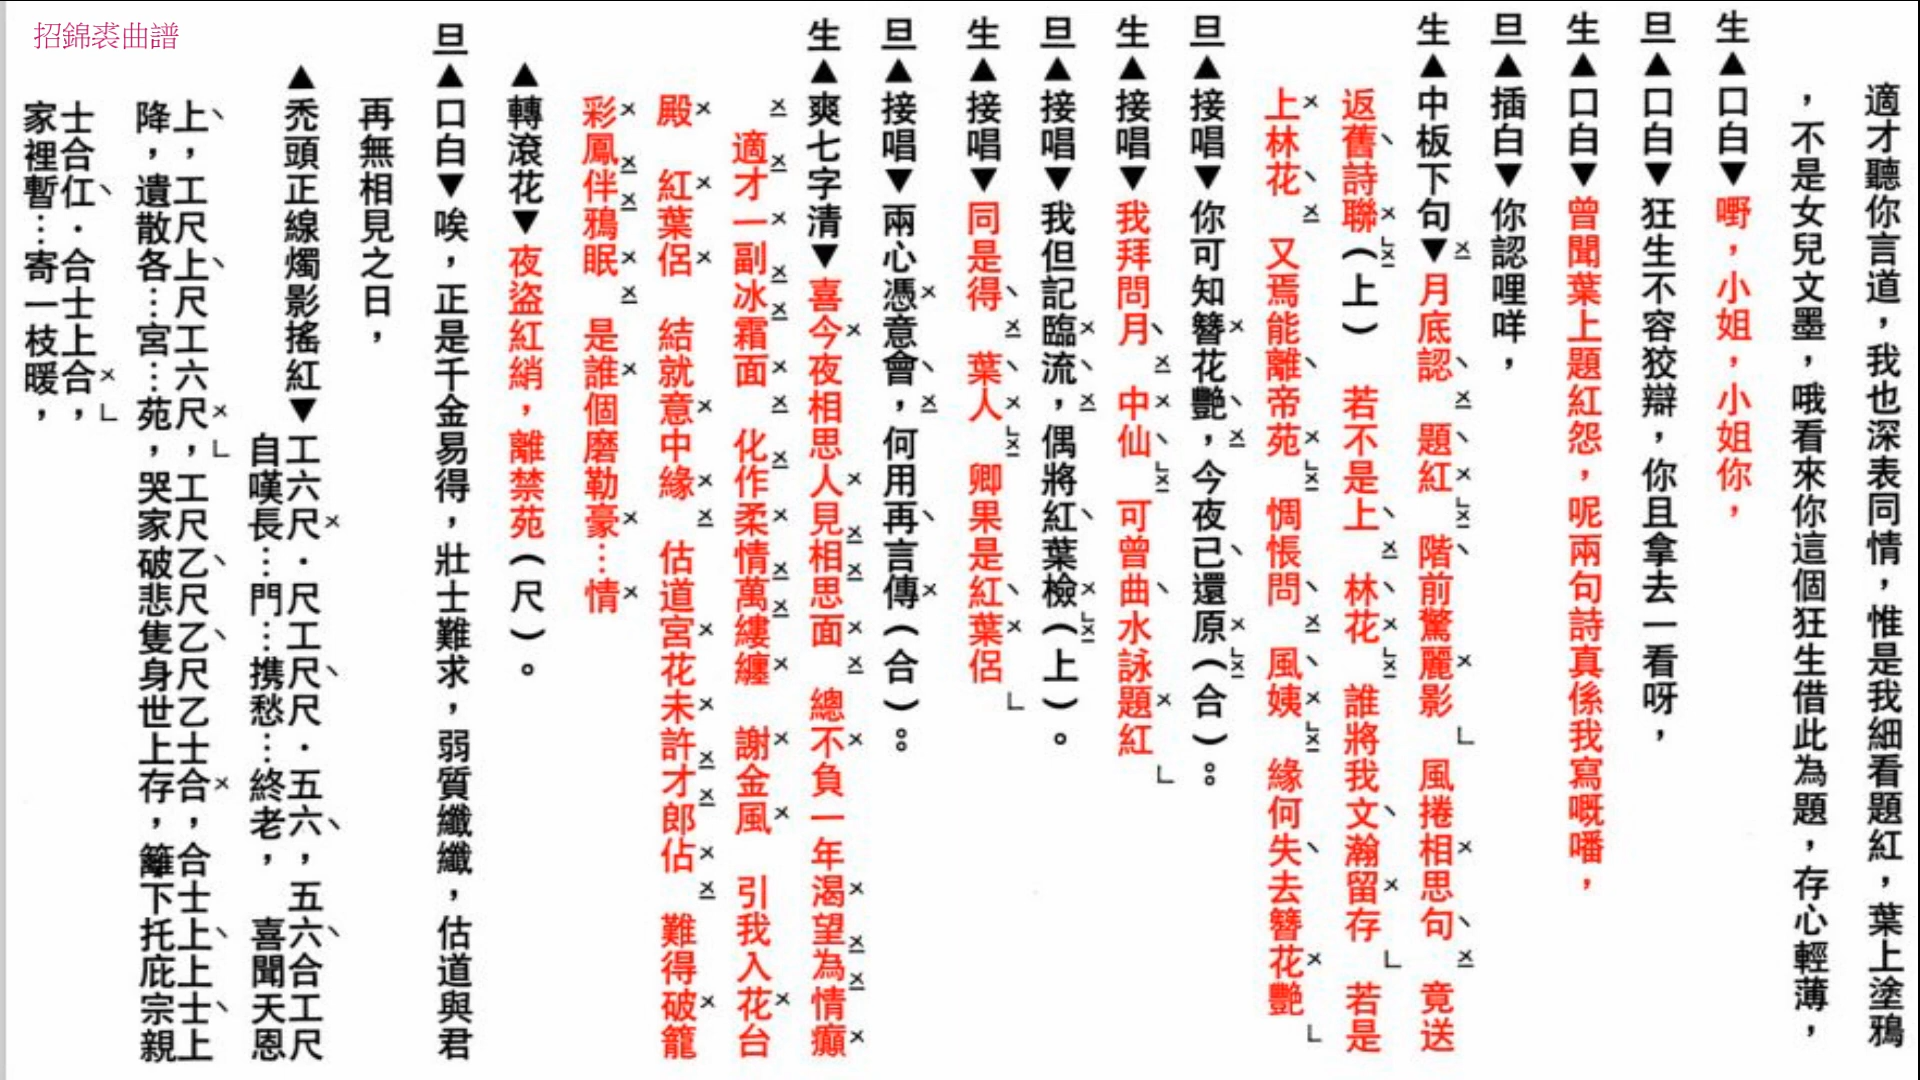 招錦裘曲譜
適才聽你言道，我也深表同情，惟是我細看題紅，葉上塗鴉
，不是女兒文墨，哦看來你這個狂生借此為題，存心輕薄，
生▲口白▼嘢，小姐，小姐你，
旦▲口白▼狂生不容狡辯，你且拿去一看呀，
生▲口白▼曾聞葉上題紅怨，呢兩句詩真係我寫嘅噃，
旦▲插白▼你認哩咩，
生▲中板下句▼月底認 題紅 階前驚麗影 風捲相思句 竟送
返舊詩聯（上） 若不是上 林花 誰將我文瀚留存 若是
上林花 又焉能離帝苑 惆悵問 風姨 緣何失去簪花艷
旦▲接唱▼你可知簪花艷，今夜已還原（合）。。
生▲接唱▼我拜問月 中仙 可曾曲水詠題紅
旦▲接唱▼我但記臨流，偶將紅葉檢（上）。
生▲接唱▼同是得 葉人 卿果是紅葉侶
旦▲接唱▼兩心憑意會，何用再言傳（合）。。
生▲爽七字清▼喜今夜相思人見相思面 總不負一年渴望為情癲
適才一副冰霜面 化作柔情萬縷纏 謝金風 引我入花台
殿 紅葉侶 結就意中緣 估道宮花未許才郎佔 難得破籠
彩鳳伴鴉眠 是誰個磨勒豪…情
▲轉滾花▼夜盜紅綃，離禁苑（尺）。
旦▲口白▼唉，正是千金易得，壯士難求，弱質纖纖，估道與君
再無相見之日，
▲禿頭正線燭影搖紅▼工六尺．尺工尺尺．五六，五六合工尺
自嘆長…門…携愁…終老， 喜聞天恩
上，工尺上尺工六尺，工尺乙尺乙尺乙士合，合士上上士上
降，遺散各…宮…苑，哭家破悲隻身世上存，籬下托庇宗親
士合仜．合士上合，
家裡暫…寄一枝暖，